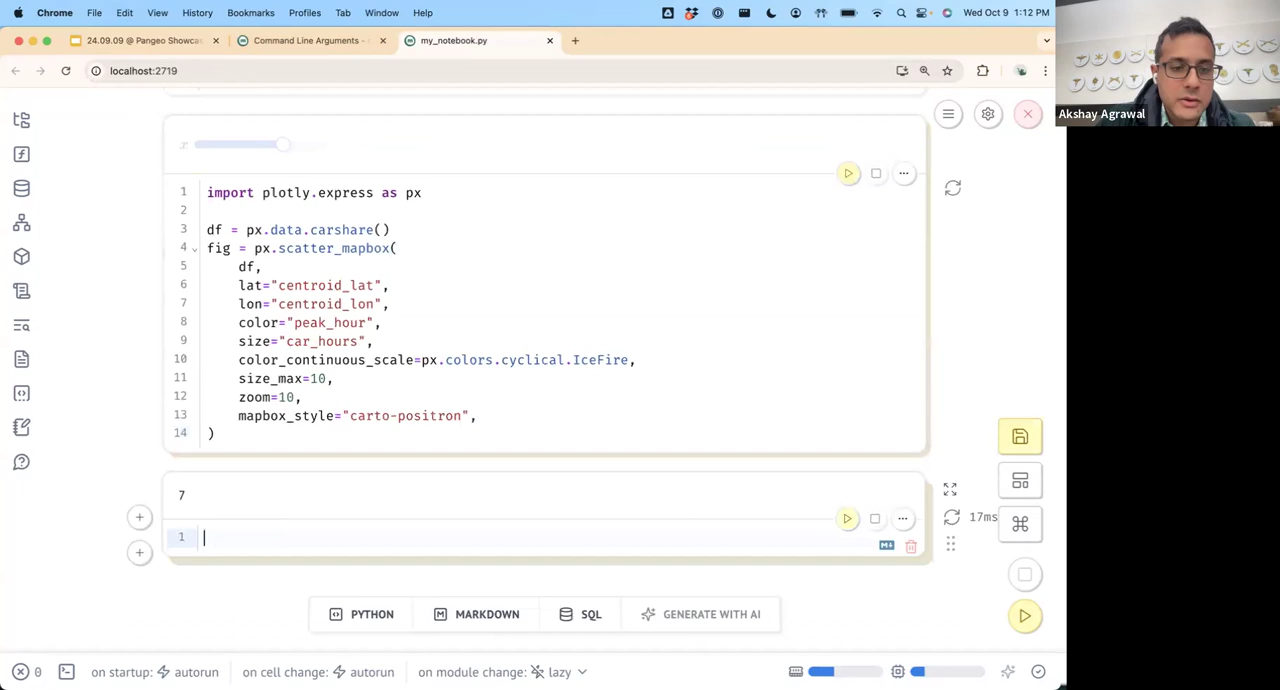 Chrome File Edit View History Bookmarks Profiles Tab Window Help Wed Oct 9 1:12 PM
24.09.09 @ Pangeo Showcas
Command Line Arguments -
my_notebook.py
localhost:2719
Akshay Agrawal
x
1 import plotly.express as px
2
3 df = px.data.carshare()
4 fig = px.scatter_mapbox(
5 df,
6 lat="centroid_lat",
7 lon="centroid_lon",
8 color="peak_hour",
9 size="car_hours",
10 color_continuous_scale=px.colors.cyclical.IceFire,
11 size_max=10,
12 zoom=10,
13 mapbox_style="carto-positron",
14 )
7
17ms
1
PYTHON MARKDOWN SQL GENERATE WITH AI
0 on startup: autorun on cell change: autorun on module change: lazy